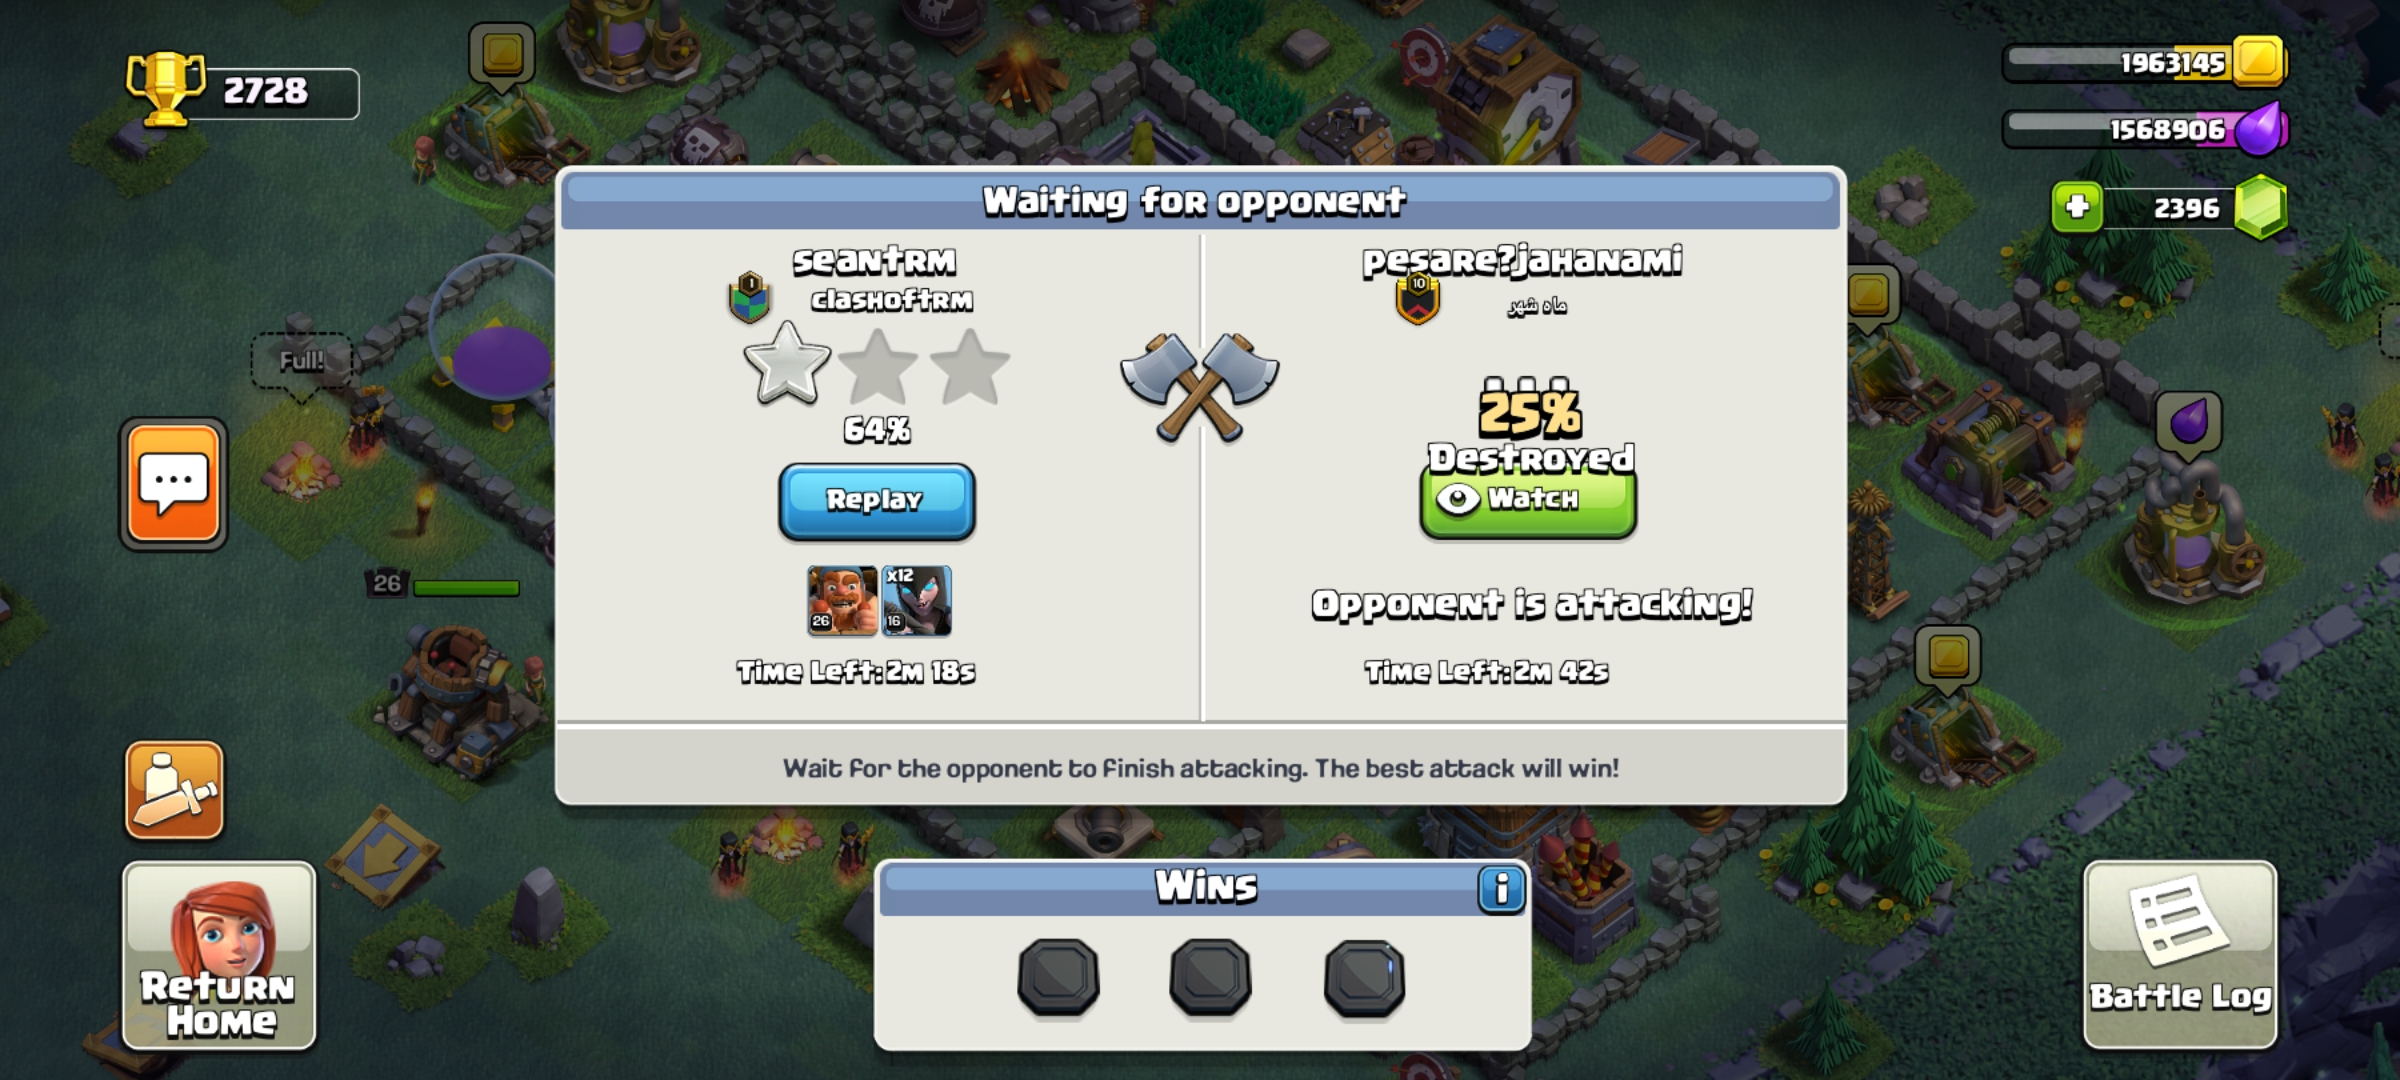 2728
1963145
1568906
2396
Full!
26
Waiting for opponent
seantrm
1
clashoftrm
64%
Replay
26
x12
16
Time Left:2m 18s
pesare?jahanami
10
ماه شهر
25%
Destroyed
Watch
Opponent is attacking!
Time Left:2m 42s
Wait for the opponent to finish attacking. The best attack will win!
Wins
i
Return
Home
Battle Log